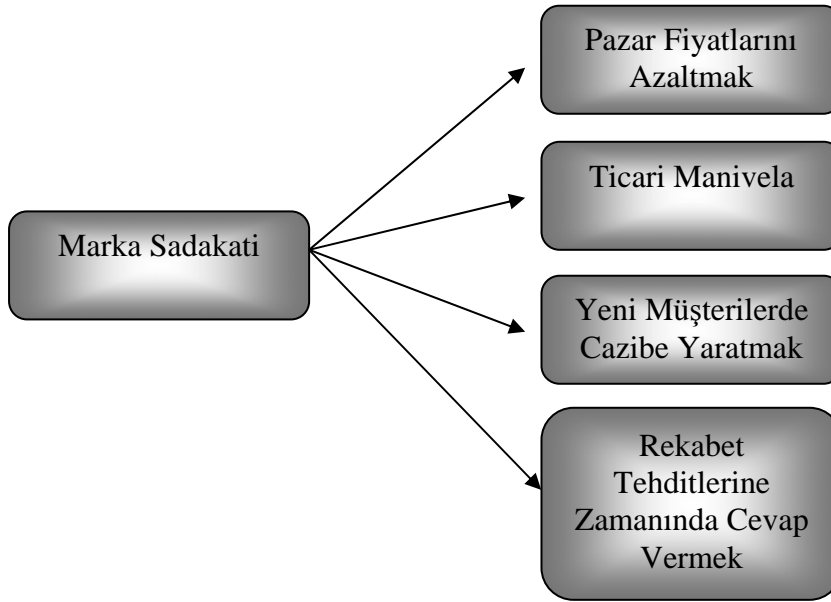 Pazar Fiyatlarını
Azaltmak
Ticari Manivela
Marka Sadakati
Yeni Müşterilerde
Cazibe Yaratmak
Rekabet
Tehditlerine
Zamanında Cevap
Vermek